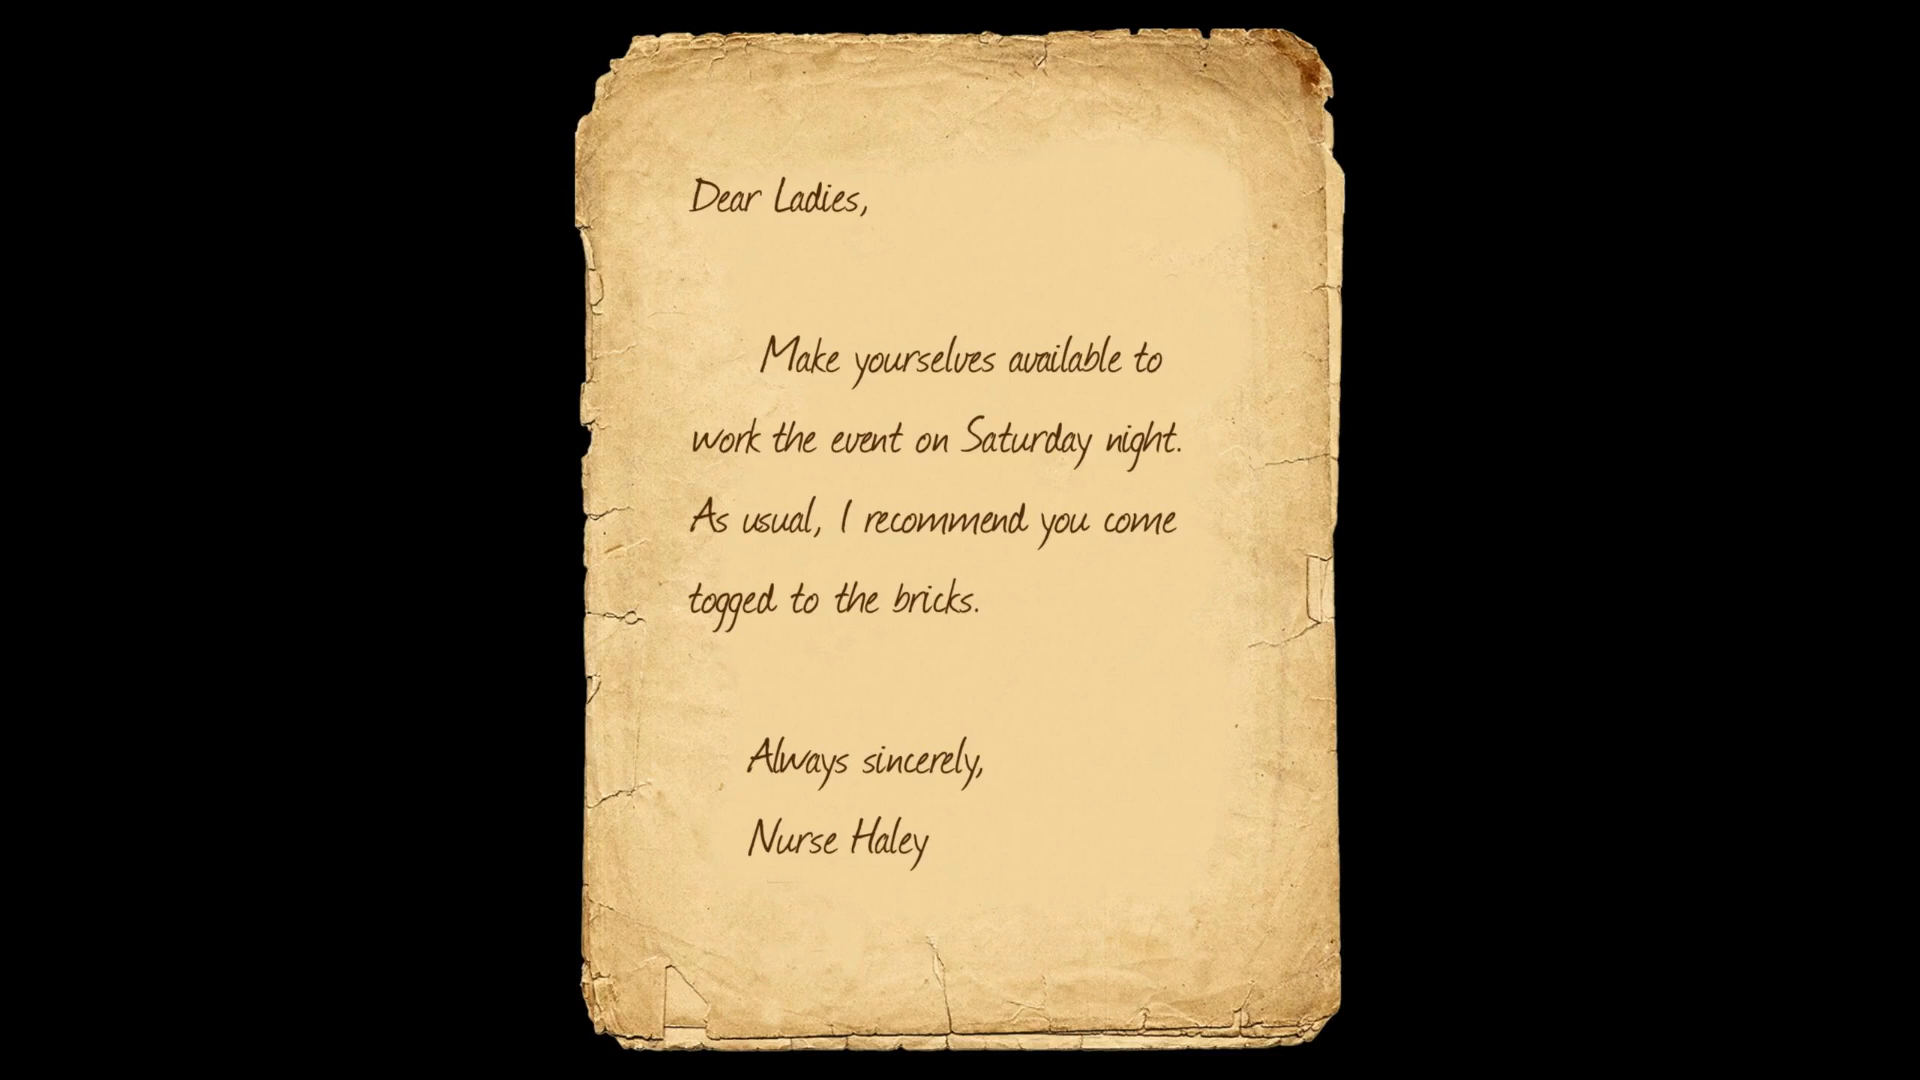 Dear Ladies,
Make yourselves available to
work the event on Saturday night.
As usual, I recommend you come
togged to the bricks.
Always sincerely,
Nurse Haley